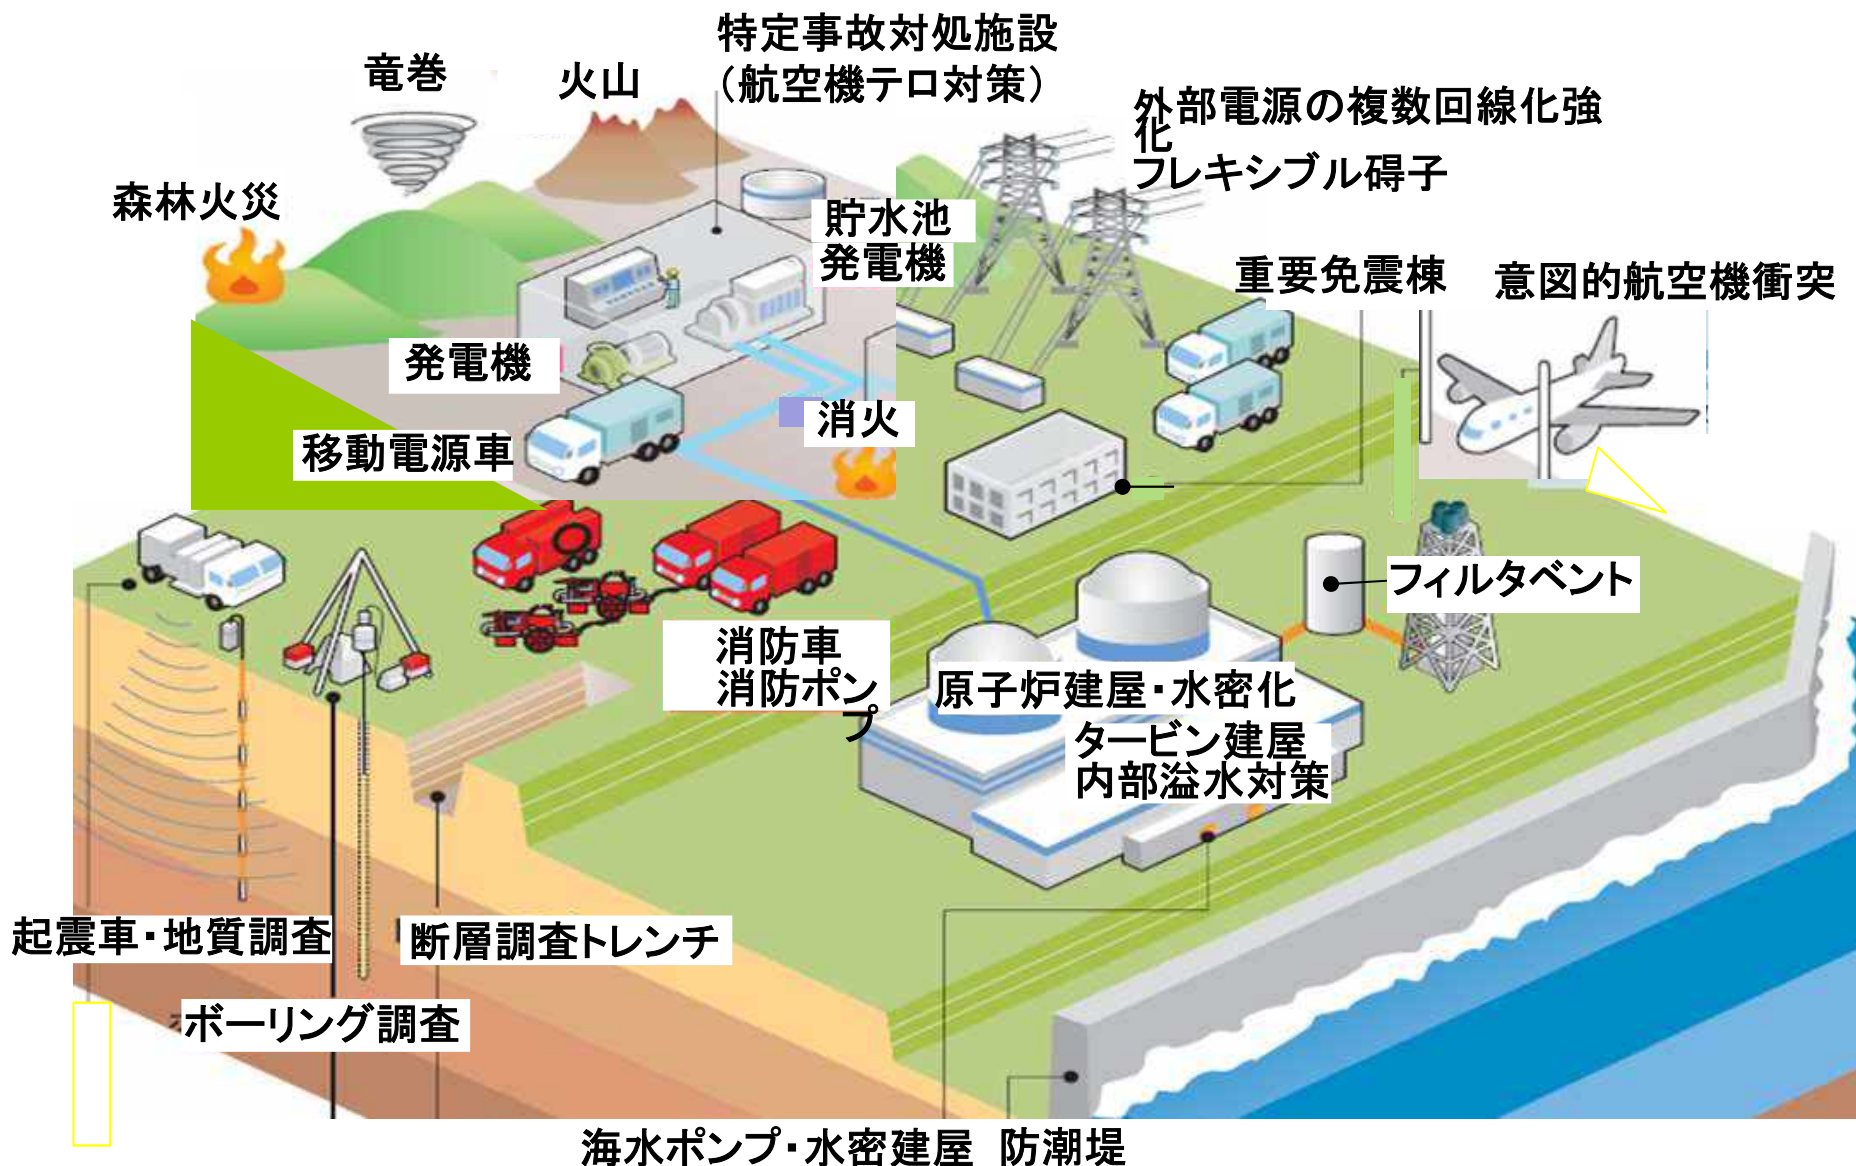 特定事故対処施設
（航空機テロ対策）
竜巻
火山
外部電源の複数回線化強
化
フレキシブル碍子
森林火災
貯水池
発電機
重要免震棟
意図的航空機衝突
発電機
消火
移動電源車
フィルタベント
消防車
消防ポン
プ
原子炉建屋・水密化
タービン建屋
内部溢水対策
起震車・地質調査
断層調査トレンチ
ボーリング調査
海水ポンプ・水密建屋 防潮堤